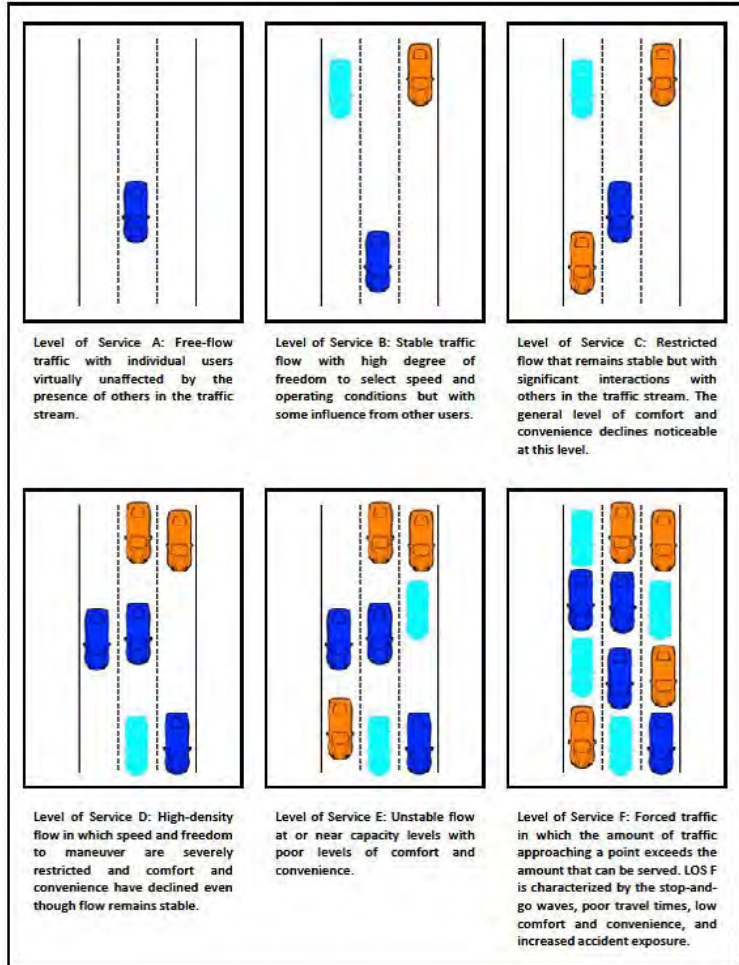 Level of Service A: Free-flow
traffic with individual users
virtually unaffected by the
presence of others in the traffic
stream.
Level of Service B: Stable traffic
flow with high degree of
freedom to select speed and
operating conditions but with
some influence from other users.
Level of Service C: Restricted
flow that remains stable but with
significant interactions with
others in the traffic stream. The
general level of comfort and
convenience declines noticeable
at this level.
Level of Service D: High-density
flow in which speed and freedom
to maneuver are severely
restricted and comfort and
convenience have declined even
though flow remains stable.
Level of Service E: Unstable flow
at or near capacity levels with
poor levels of comfort and
convenience.
Level of Service F: Forced traffic
in which the amount of traffic
approaching a point exceeds the
amount that can be served. LOS F
is characterized by the stop-and-
go waves, poor travel times, low
comfort and convenience, and
increased accident exposure.